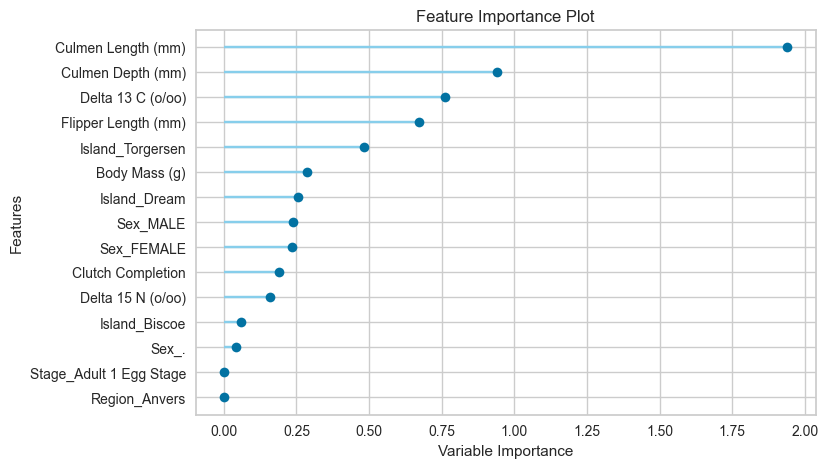 Feature Importance Plot
Features
Culmen Length (mm)
Culmen Depth (mm)
Delta 13 C (o/oo)
Flipper Length (mm)
Island_Torgersen
Body Mass (g)
Island_Dream
Sex_MALE
Sex_FEMALE
Clutch Completion
Delta 15 N (o/oo)
Island_Biscoe
Sex_.
Stage_Adult 1 Egg Stage
Region_Anvers
0.00 0.25 0.50 0.75 1.00 1.25 1.50 1.75 2.00
Variable Importance